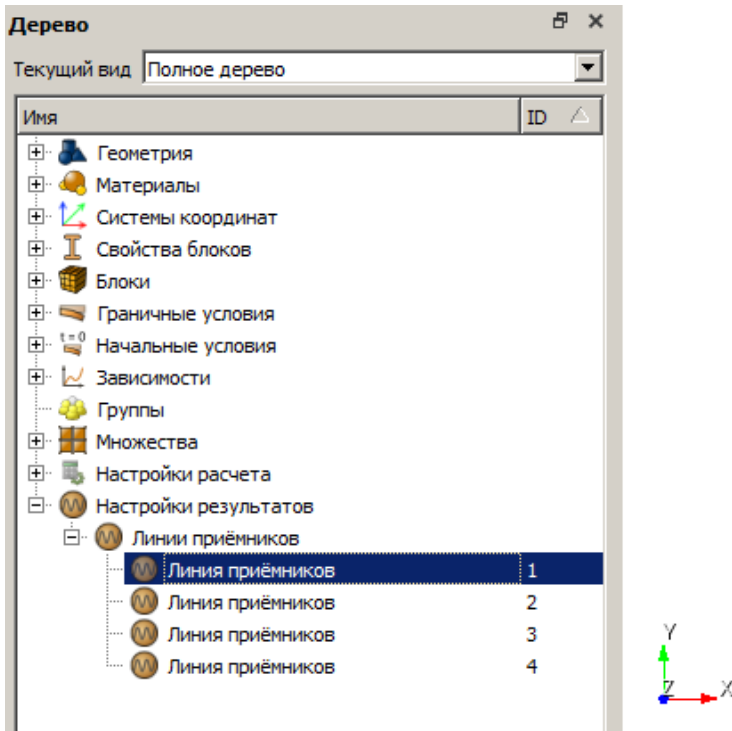 Дерево
Текущий вид Полное дерево
Имя ID
Геометрия
Материалы
Системы координат
Свойства блоков
Блоки
Граничные условия
t = 0 Начальные условия
Зависимости
Группы
Множества
Настройки расчета
Настройки результатов
Линии приёмников
Линия приёмников 1
Линия приёмников 2
Линия приёмников 3
Линия приёмников 4
Y
Z X